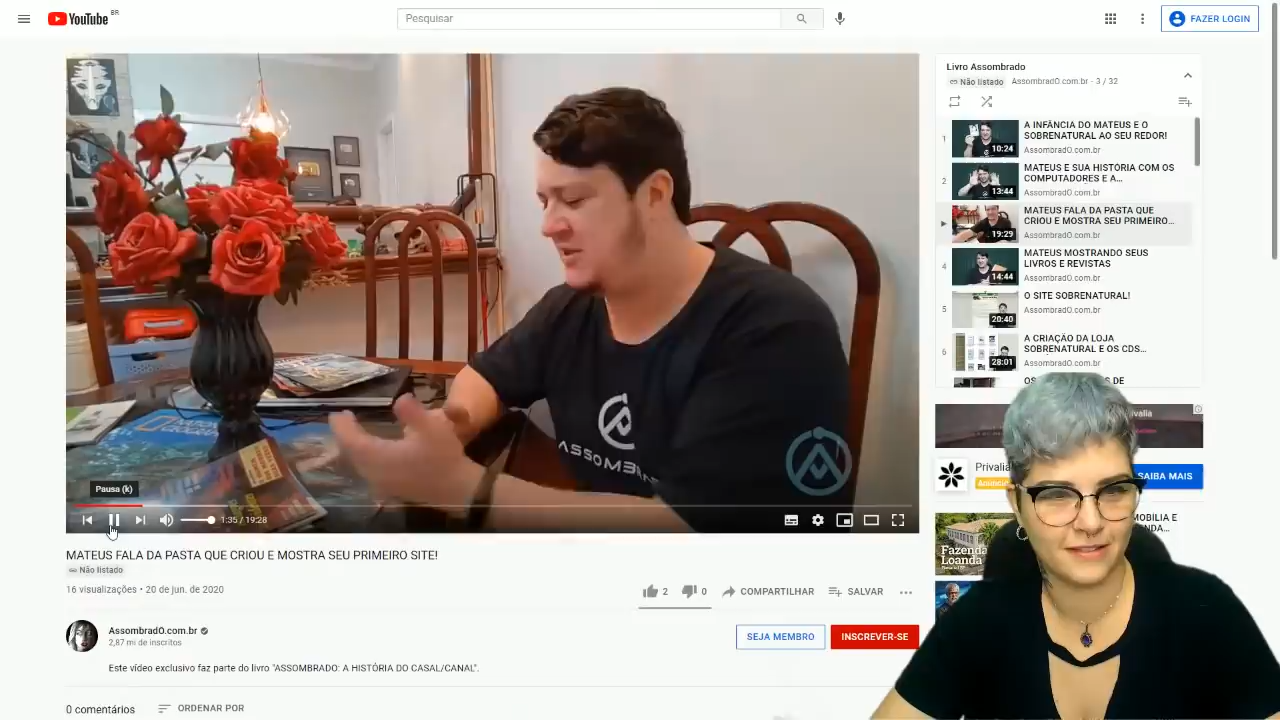 YouTube BR
Pesquisar
FAZER LOGIN
ASSOMBRA
Pausa (k)
1:35 / 19:28
MATEUS FALA DA PASTA QUE CRIOU E MOSTRA SEU PRIMEIRO SITE!
Não listado
16 visualizações • 20 de jun. de 2020
2
0
COMPARTILHAR
SALVAR
AssombradO.com.br
2,87 mi de inscritos
SEJA MEMBRO
INSCREVER-SE
Este vídeo exclusivo faz parte do livro "ASSOMBRADO: A HISTÓRIA DO CASAL/CANAL".
0 comentários
ORDENAR POR
Livro Assombrado
Não listado AssombradO.com.br - 3 / 32
1
10:24
A INFÂNCIA DO MATEUS E O
SOBRENATURAL AO SEU REDOR!
AssombradO.com.br
2
13:44
MATEUS E SUA HISTÓRIA COM OS
COMPUTADORES E A...
AssombradO.com.br
19:29
MATEUS FALA DA PASTA QUE
CRIOU E MOSTRA SEU PRIMEIRO...
AssombradO.com.br
4
14:44
MATEUS MOSTRANDO SEUS
LIVROS E REVISTAS
AssombradO.com.br
5
20:40
O SITE SOBRENATURAL!
AssombradO.com.br
6
28:01
A CRIAÇÃO DA LOJA
SOBRENATURAL E OS CDS...
AssombradO.com.br
DE
Privalia
SAIBA MAIS
Fazenda
Loanda
MOBÍLIA E